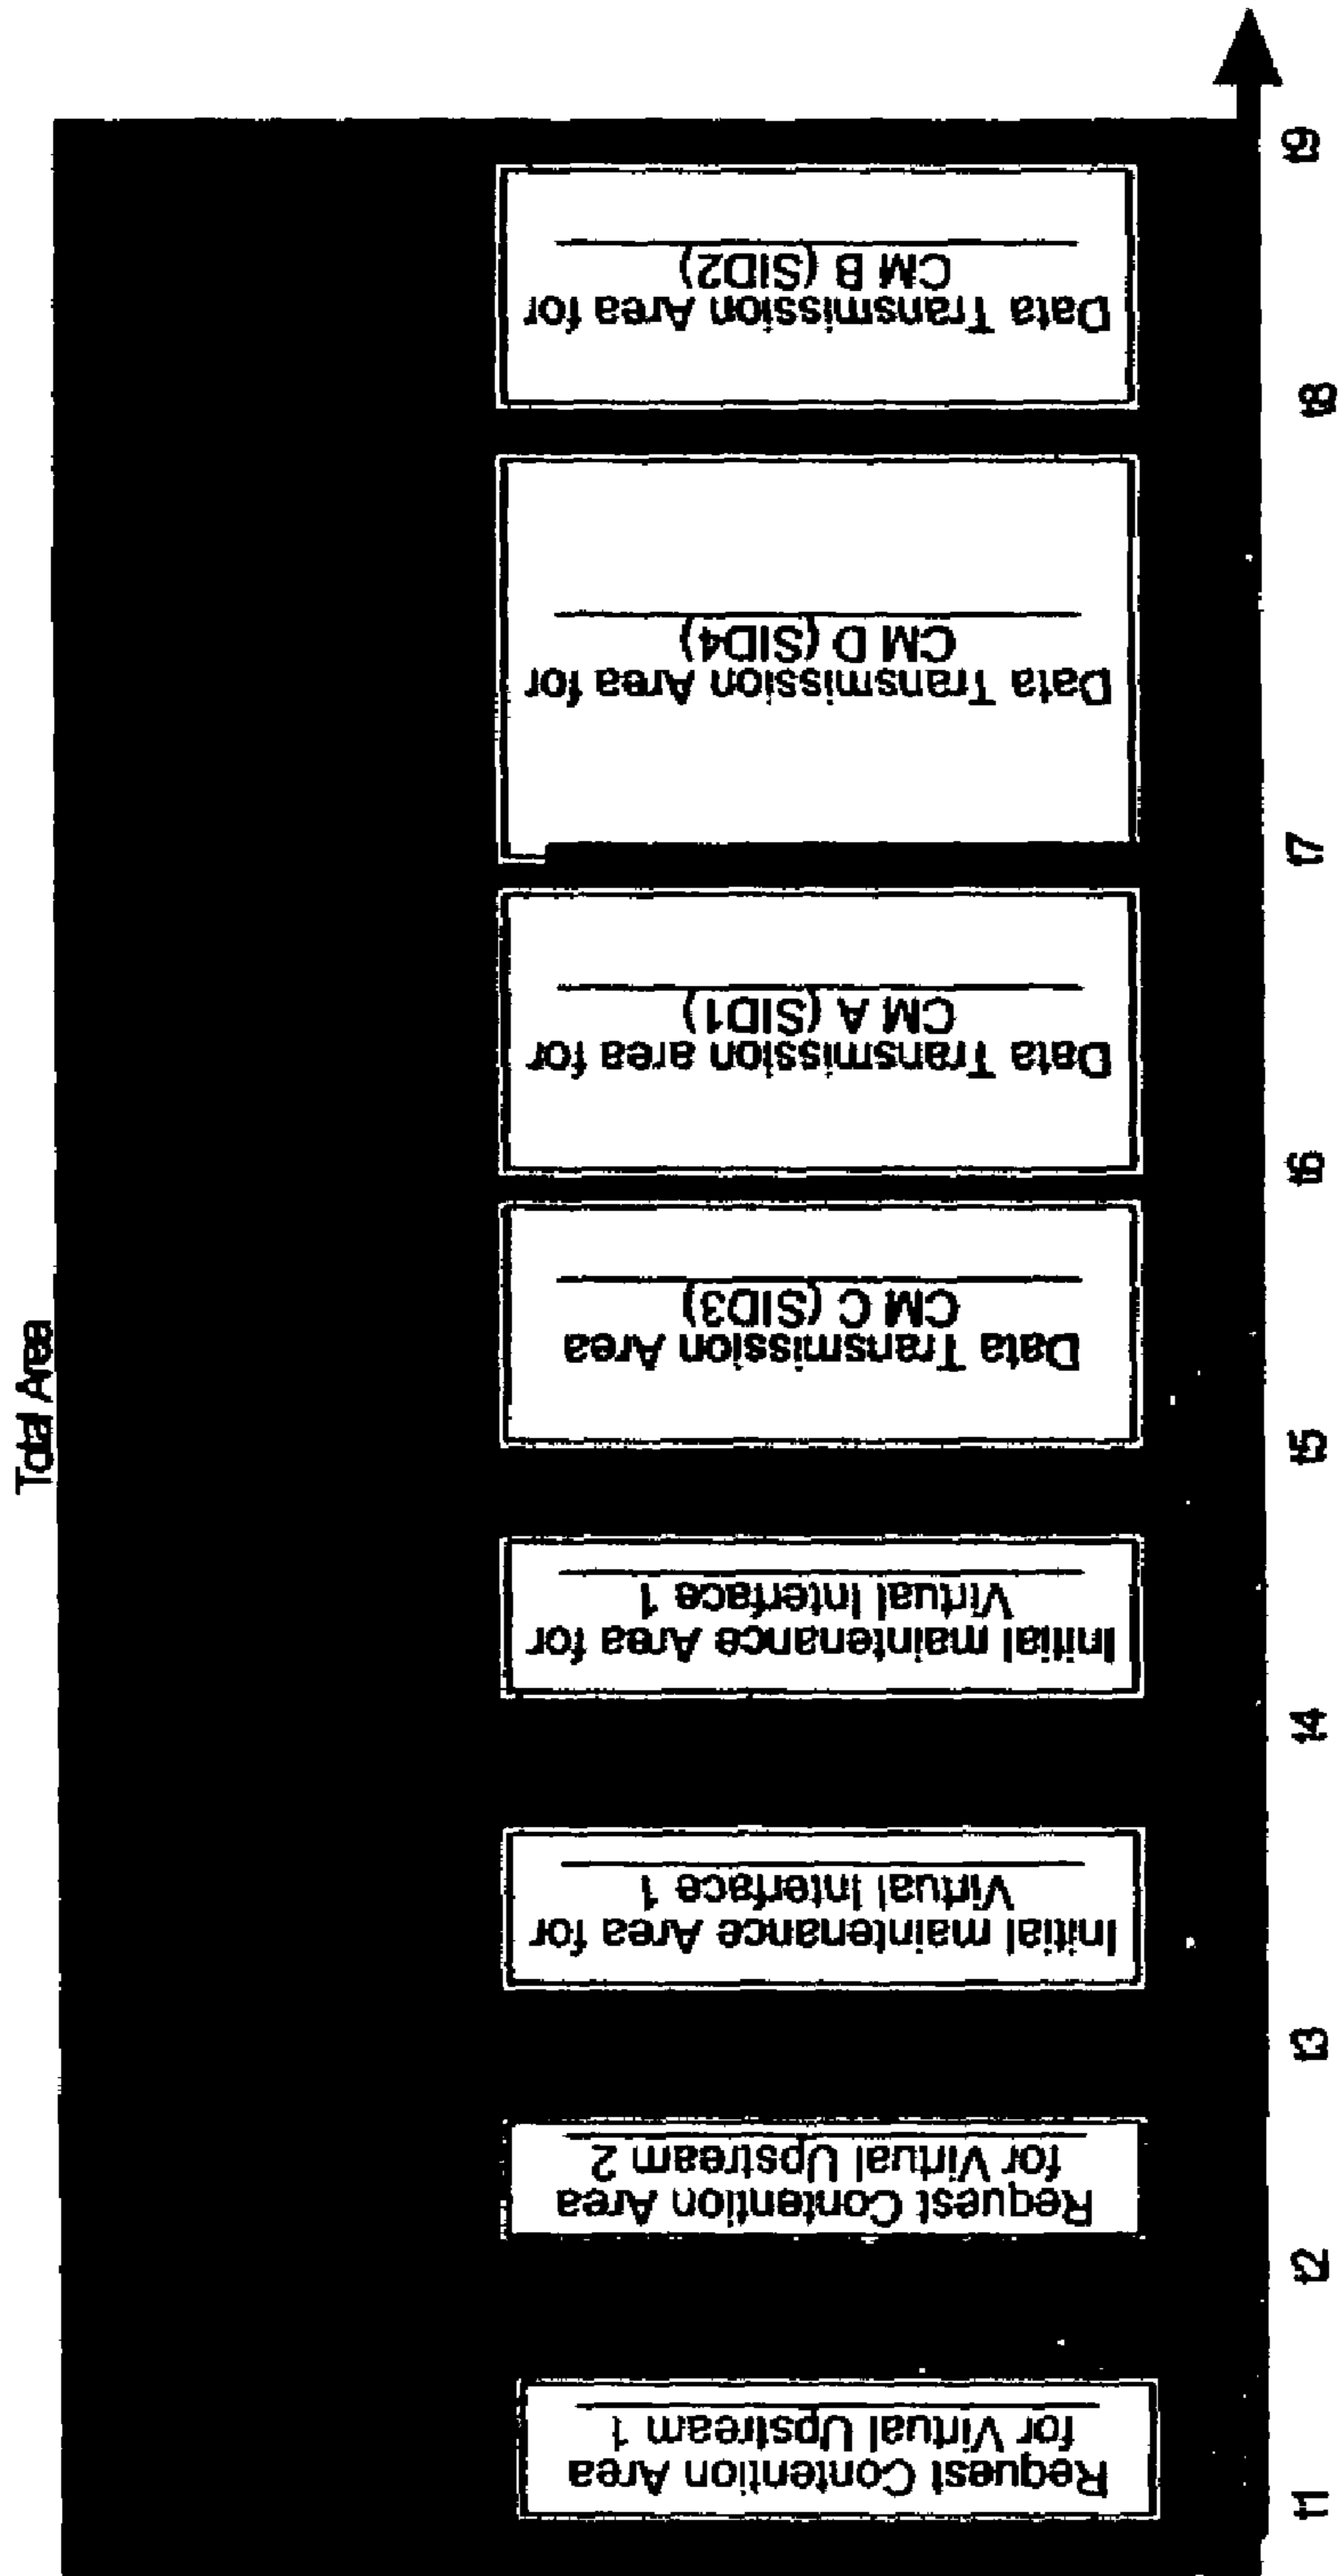 Total Area
Request Contention Area
for Virtual Upstream 1
Request Contention Area
for Virtual Upstream 2
Initial maintenance Area for
Virtual Interface 1
Initial maintenance Area for
Virtual Interface 1
Data Transmission Area
CM C (SID3)
Data Transmission area for
CM A (SID1)
Data Transmission Area for
CM D (SID4)
Data Transmission Area for
CM B (SID2)
t1
t2
t3
t4
t5
t6
t7
t8
t9